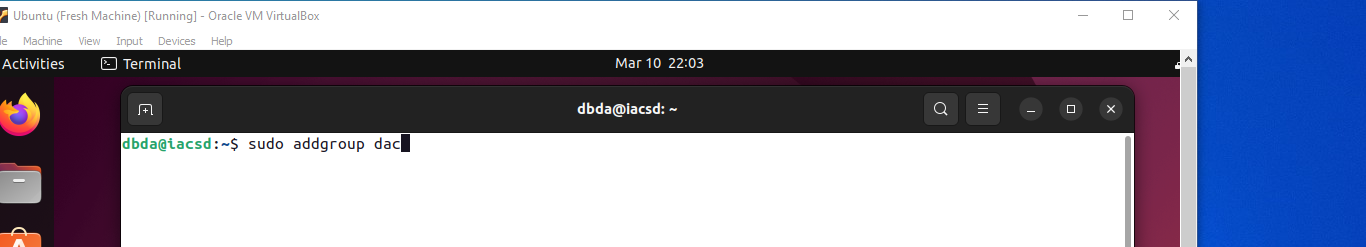 Ubuntu (Fresh Machine) [Running] - Oracle VM VirtualBox
le Machine View Input Devices Help
Activities Terminal Mar 10 22:03
dbda@iacsd: ~
dbda@iacsd:~$ sudo addgroup dac